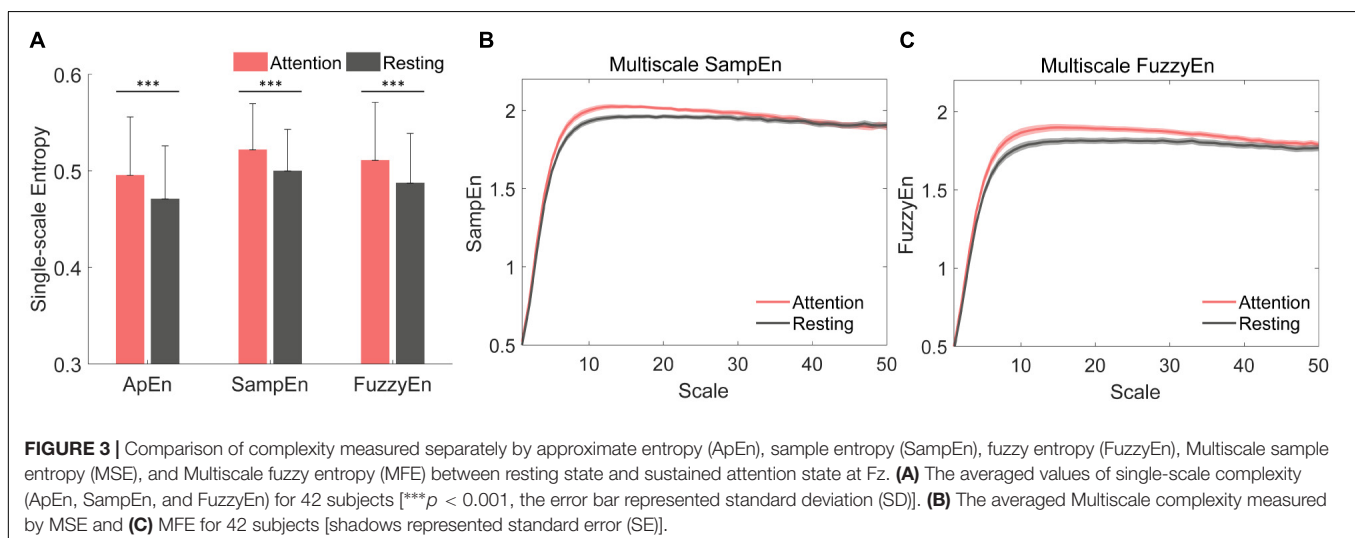 A
Attention Resting
*** *** ***
0.6
0.5
0.4
0.3
Single-scale Entropy
ApEn SampEn FuzzyEn
B
Multiscale SampEn
2
1.5
1
0.5
SampEn
Attention
Resting
10 20 30 40 50
Scale
C
Multiscale FuzzyEn
2
1.5
1
0.5
FuzzyEn
Attention
Resting
10 20 30 40 50
Scale
FIGURE 3 | Comparison of complexity measured separately by approximate entropy (ApEn), sample entropy (SampEn), fuzzy entropy (FuzzyEn), Multiscale sample
entropy (MSE), and Multiscale fuzzy entropy (MFE) between resting state and sustained attention state at Fz. (A) The averaged values of single-scale complexity
(ApEn, SampEn, and FuzzyEn) for 42 subjects [***p < 0.001, the error bar represented standard deviation (SD)]. (B) The averaged Multiscale complexity measured
by MSE and (C) MFE for 42 subjects [shadows represented standard error (SE)].